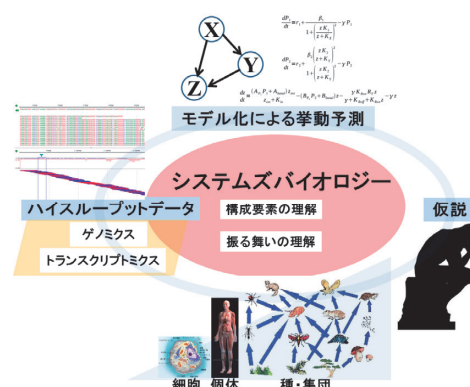 X
Y
Z
モデル化による挙動予測
システムズバイオロジー
ハイスループットデータ
構成要素の理解
仮説
ゲノミクス
振る舞いの理解
トランスクリプトミクス
細胞
個体
種・集団